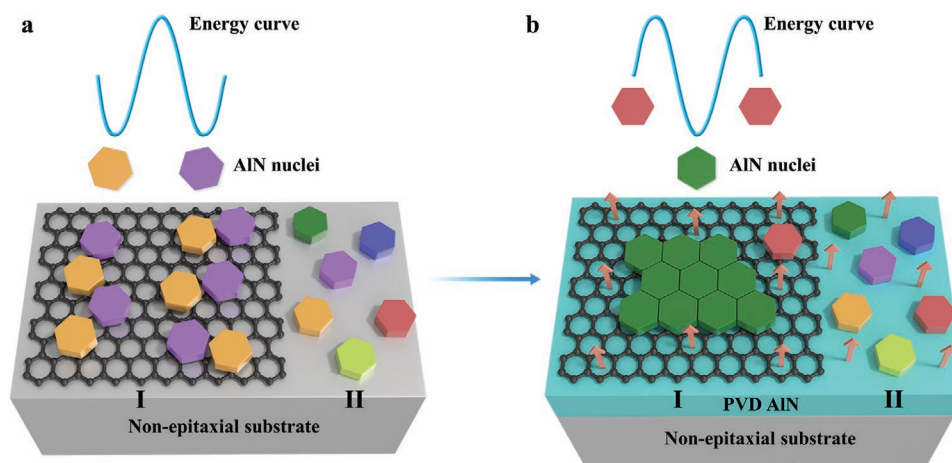 a
Energy curve
AlN nuclei
I
II
Non-epitaxial substrate
b
Energy curve
AlN nuclei
I
PVD AlN
II
Non-epitaxial substrate